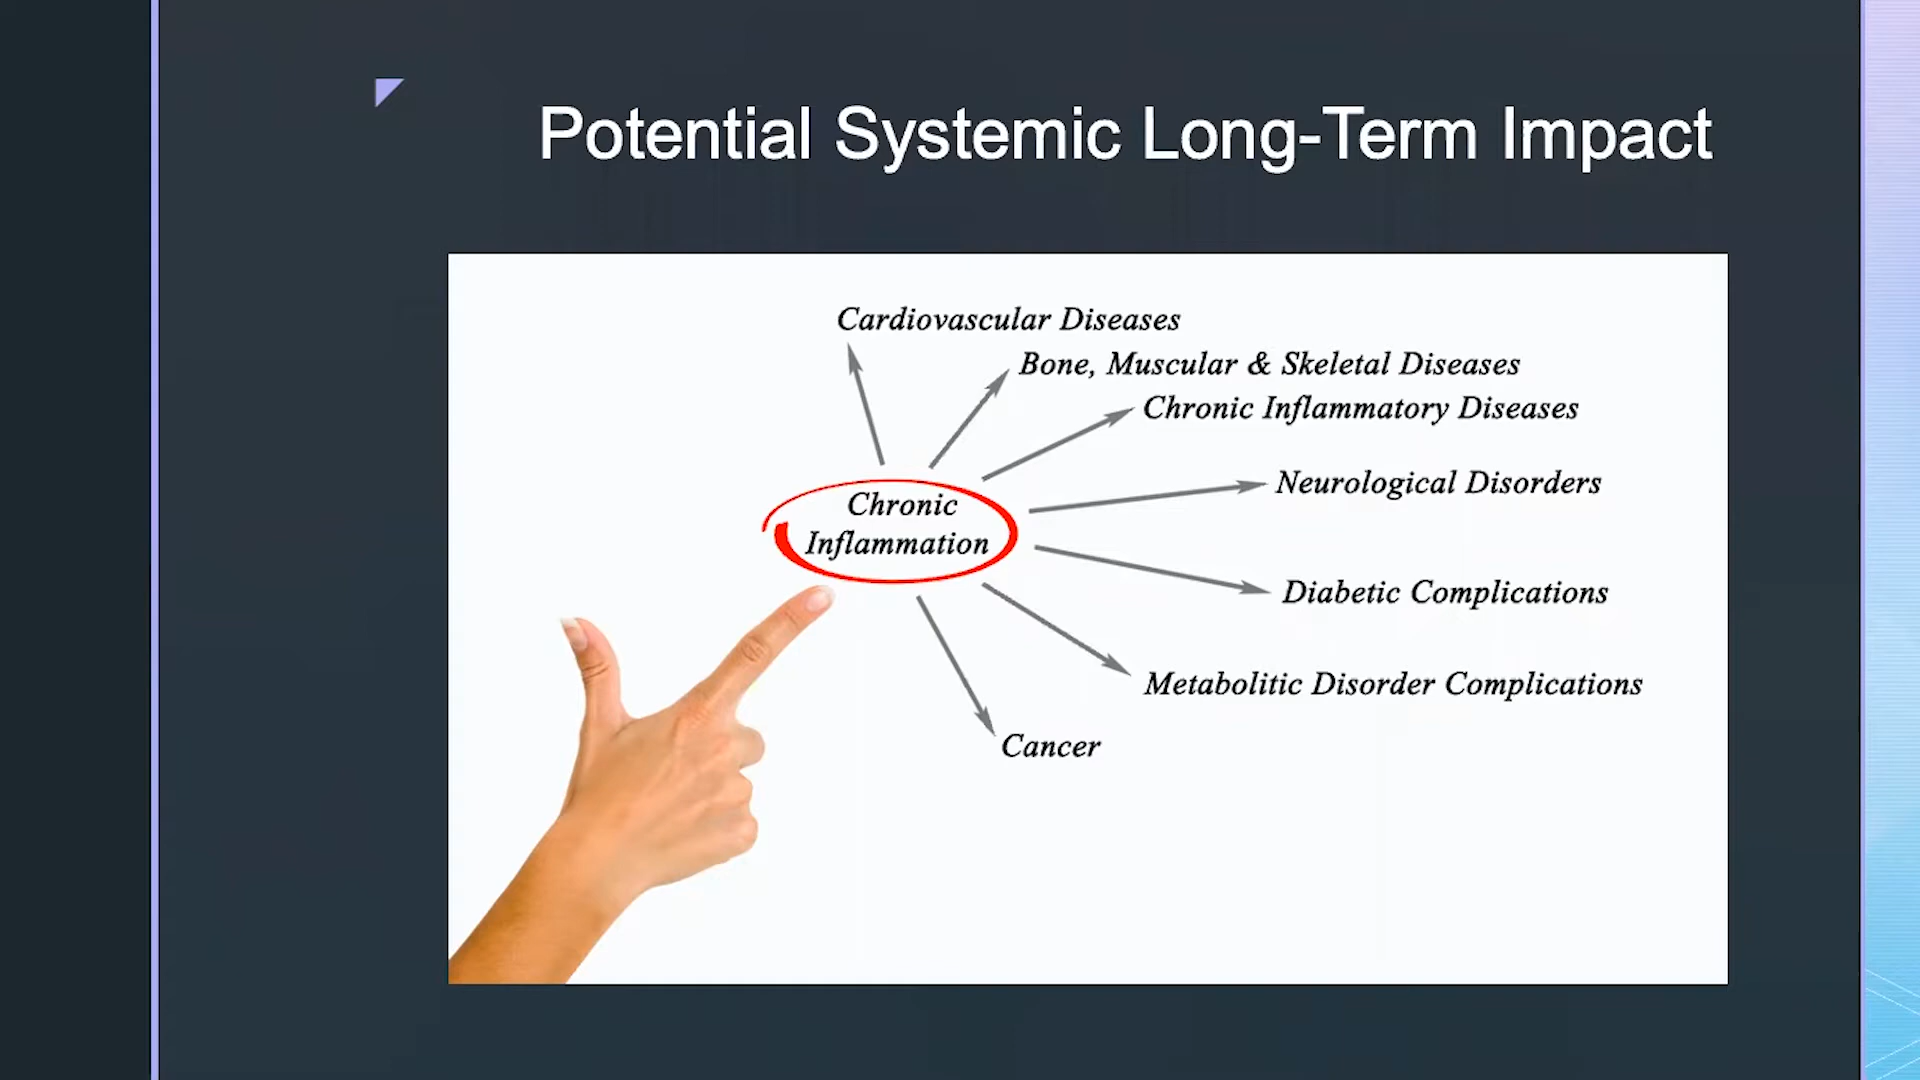 Potential Systemic Long-Term Impact
Cardiovascular Diseases
Bone, Muscular & Skeletal Diseases
Chronic Inflammatory Diseases
Neurological Disorders
Chronic
Inflammation
Diabetic Complications
Metabolitic Disorder Complications
Cancer